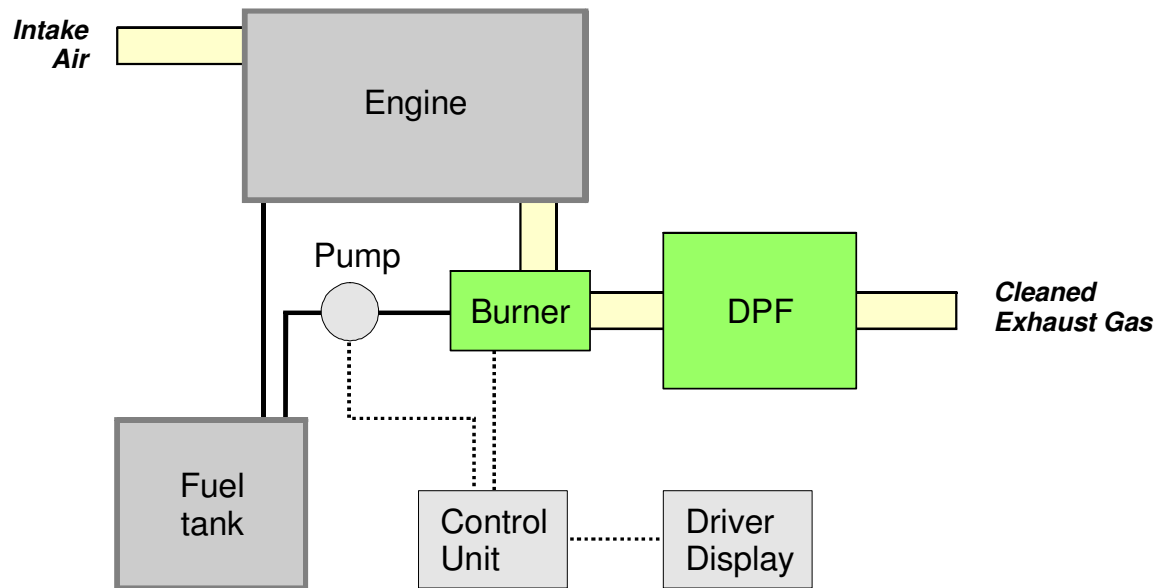 Intake
Air
Engine
Pump
Burner
DPF
Cleaned
Exhaust Gas
Fuel
tank
Control
Unit
Driver
Display